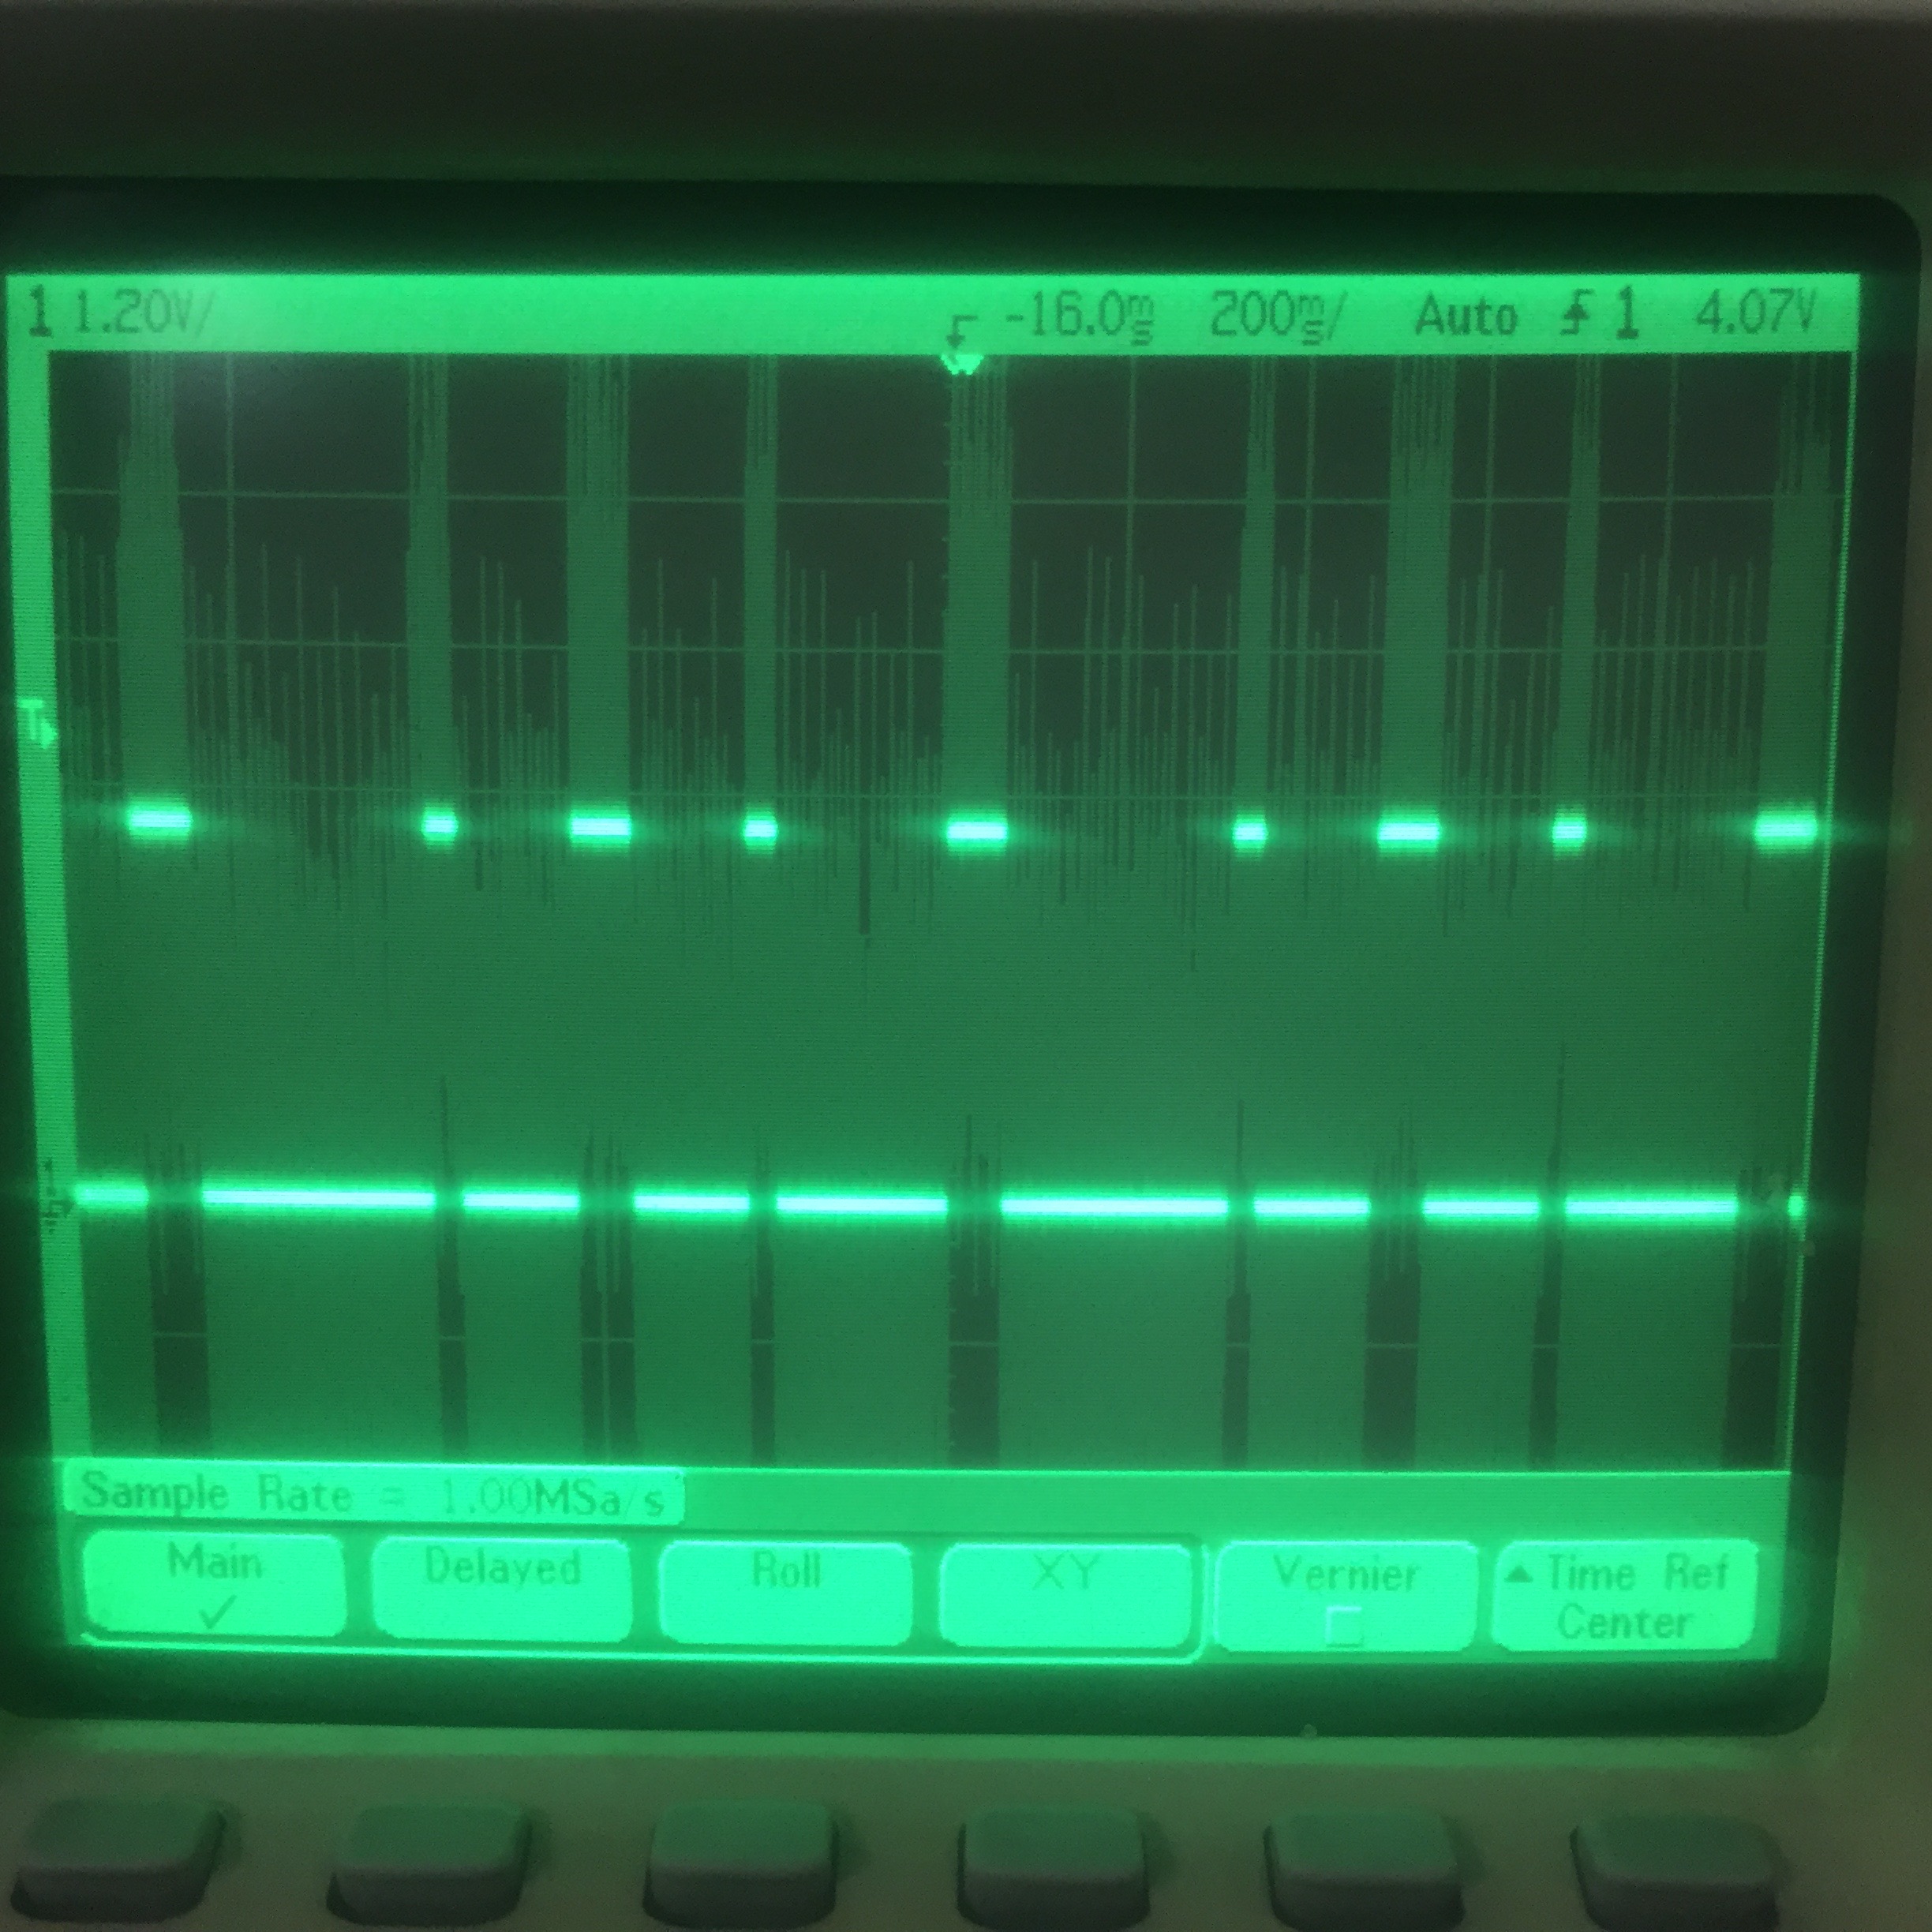 1 1.20V/ -16.0ms 200ms/ Auto 1 4.07V
T
1
Sample Rate = 1.00MSa/s
Main Delayed Roll XY Vernier Time Ref
Center